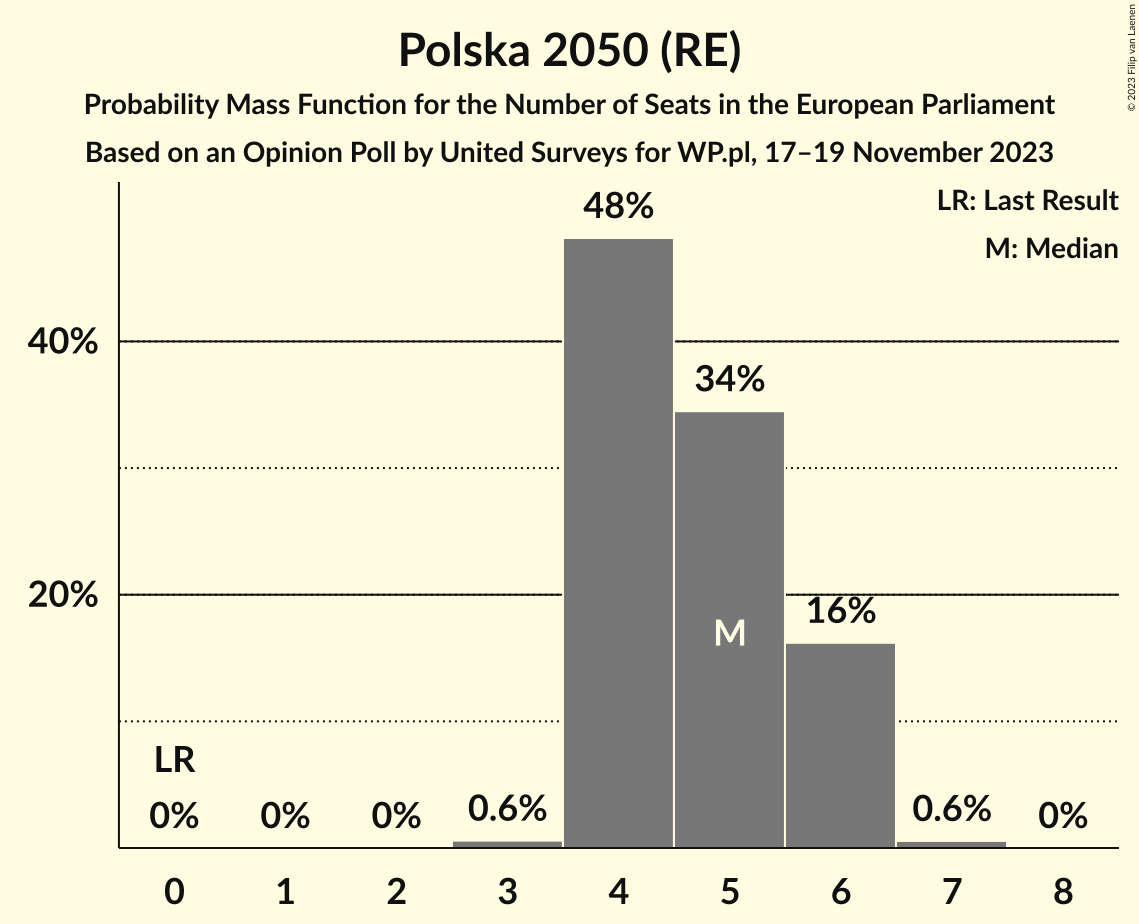 Polska 2050 (RE)
Probability Mass Function for the Number of Seats in the European Parliament
Based on an Opinion Poll by United Surveys for WP.pl, 17–19 November 2023
© 2023 Filip van Laenen
LR: Last Result
M: Median
48%
40%
34%
20%
16%
M
LR
0%
0%
0%
0.6%
0.6%
0%
0
1
2
3
4
5
6
7
8